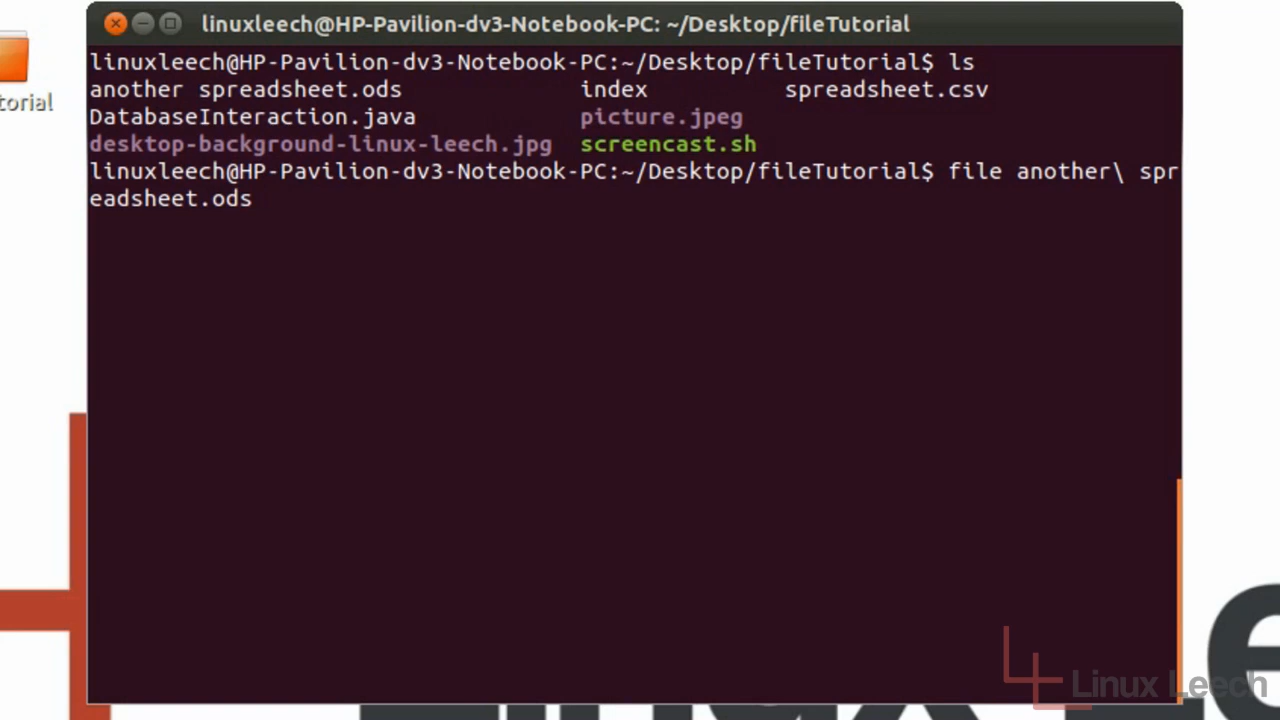 linuxleech@HP-Pavilion-dv3-Notebook-PC: ~/Desktop/fileTutorial
linuxleech@HP-Pavilion-dv3-Notebook-PC:~/Desktop/fileTutorial$ ls
another spreadsheet.ods index spreadsheet.csv
DatabaseInteraction.java picture.jpeg
desktop-background-linux-leech.jpg screencast.sh
linuxleech@HP-Pavilion-dv3-Notebook-PC:~/Desktop/fileTutorial$ file another\ spr
eadsheet.ods
torial
Linux Leech